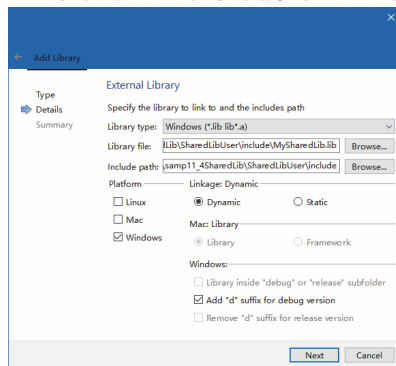 Add Library
Type
Details
Summary
External Library
Specify the library to link to and the includes path
Library type: Windows (*.lib lib*.a)
Library file: Lib\SharedLibUser\include\MySharedLib.lib Browse...
Include path: \samp11_4SharedLib\SharedLibUser\include Browse...
Platform Linkage: Dynamic
Linux Dynamic Static
Mac Mac: Library
Windows Library Framework
Windows:
Library inside "debug" or "release" subfolder
Add "d" suffix for debug version
Remove "d" suffix for release version
Next Cancel